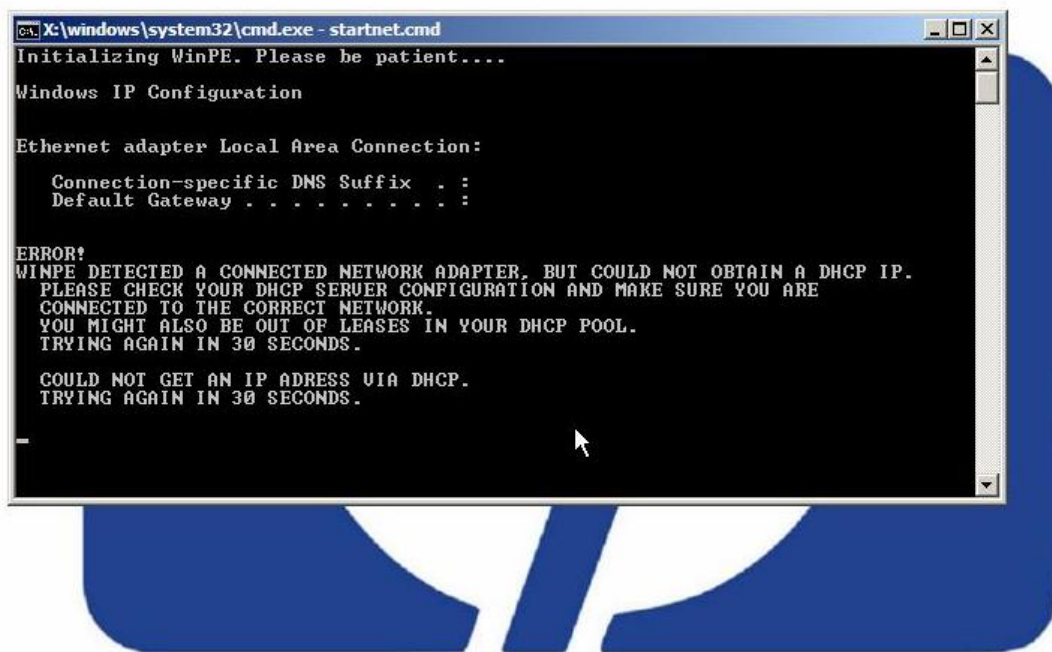 X:\windows\system32\cmd.exe - startnet.cmd
Initializing WinPE. Please be patient....
Windows IP Configuration
Ethernet adapter Local Area Connection:
Connection-specific DNS Suffix  . :
Default Gateway . . . . . . . . . :
ERROR!
WINPE DETECTED A CONNECTED NETWORK ADAPTER, BUT COULD NOT OBTAIN A DHCP IP.
PLEASE CHECK YOUR DHCP SERVER CONFIGURATION AND MAKE SURE YOU ARE
CONNECTED TO THE CORRECT NETWORK.
YOU MIGHT ALSO BE OUT OF LEASES IN YOUR DHCP POOL.
TRYING AGAIN IN 30 SECONDS.
COULD NOT GET AN IP ADRESS VIA DHCP.
TRYING AGAIN IN 30 SECONDS.